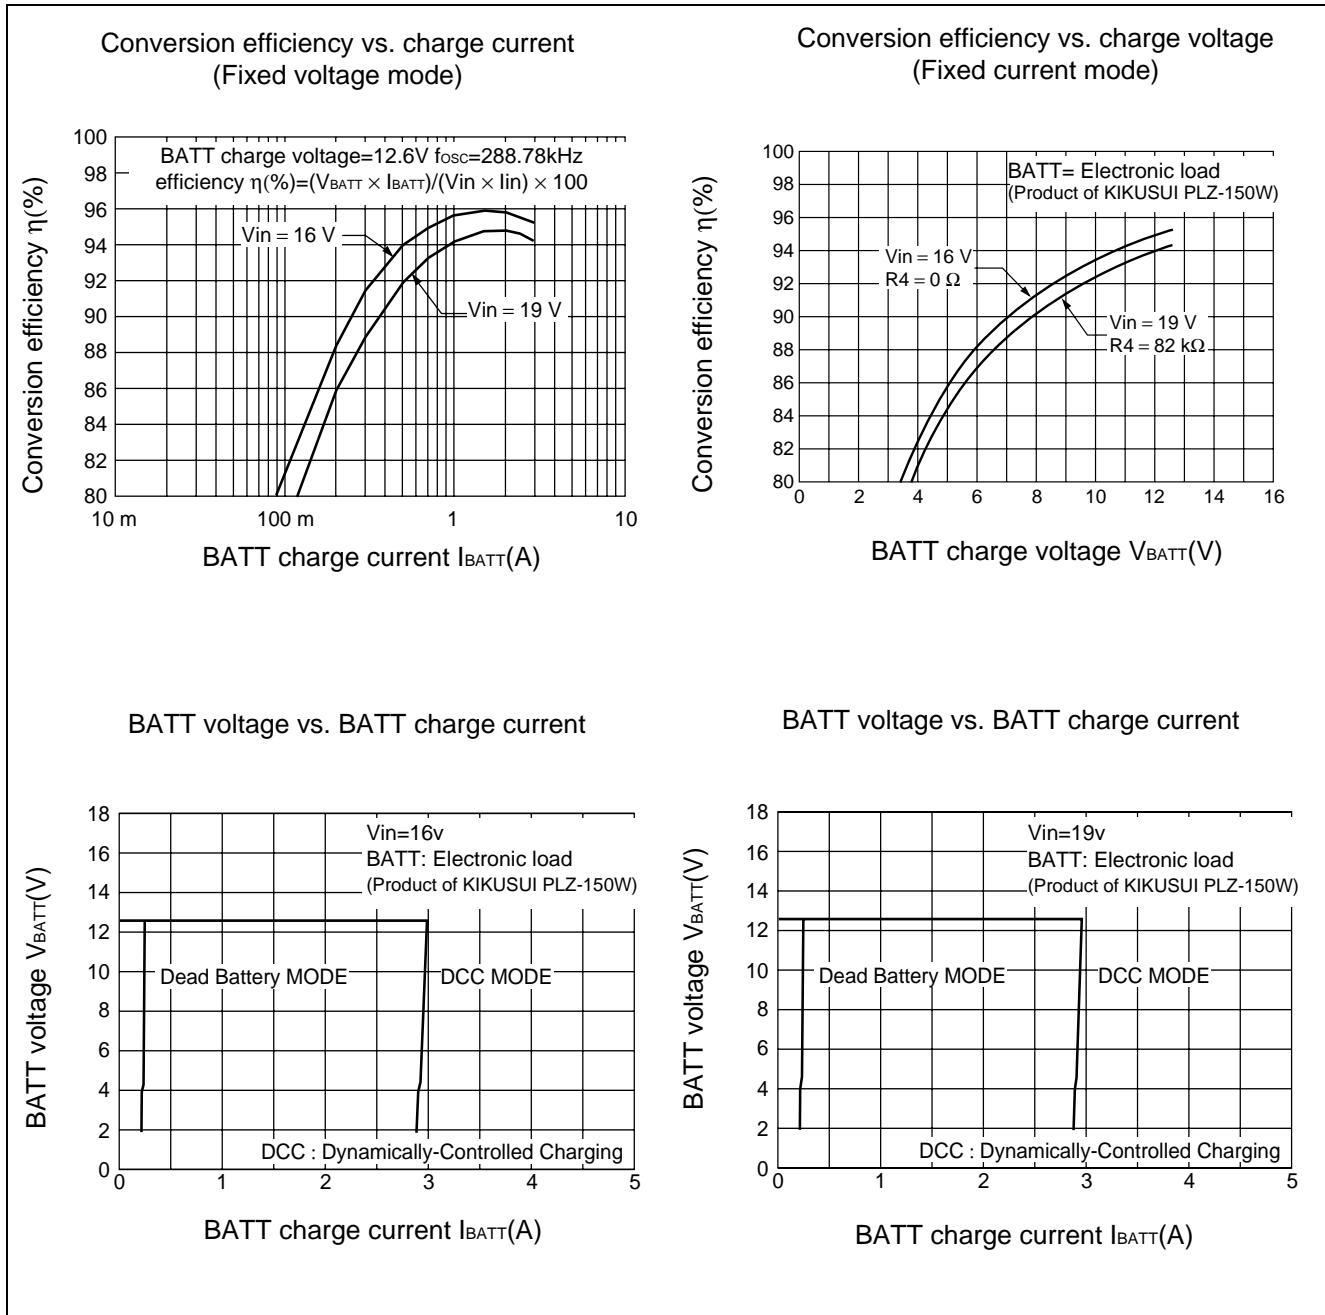 Conversion efficiency vs. charge current
(Fixed voltage mode)
100
98
96
94
92
90
88
86
84
82
80
Conversion efficiency η(%)
BATT charge voltage=12.6V fOSC=288.78kHz
efficiency η(%)=(VBATT × IBATT)/(Vin × Iin) × 100
Vin = 16 V
Vin = 19 V
10 m
100 m
1
10
BATT charge current IBATT(A)
Conversion efficiency vs. charge voltage
(Fixed current mode)
100
98
96
94
92
90
88
86
84
82
80
Conversion efficiency η(%)
BATT= Electronic load
(Product of KIKUSUI PLZ-150W)
Vin = 16 V
R4 = 0 Ω
Vin = 19 V
R4 = 82 kΩ
0 2 4 6 8 10 12 14 16
BATT charge voltage VBATT(V)
BATT voltage vs. BATT charge current
18
16
14
12
10
8
6
4
2
0
BATT voltage VBATT(V)
Vin=16v
BATT: Electronic load
(Product of KIKUSUI PLZ-150W)
Dead Battery MODE
DCC MODE
DCC : Dynamically-Controlled Charging
0 1 2 3 4 5
BATT charge current IBATT(A)
BATT voltage vs. BATT charge current
18
16
14
12
10
8
6
4
2
0
BATT voltage VBATT(V)
Vin=19v
BATT: Electronic load
(Product of KIKUSUI PLZ-150W)
Dead Battery MODE
DCC MODE
DCC : Dynamically-Controlled Charging
0 1 2 3 4 5
BATT charge current IBATT(A)